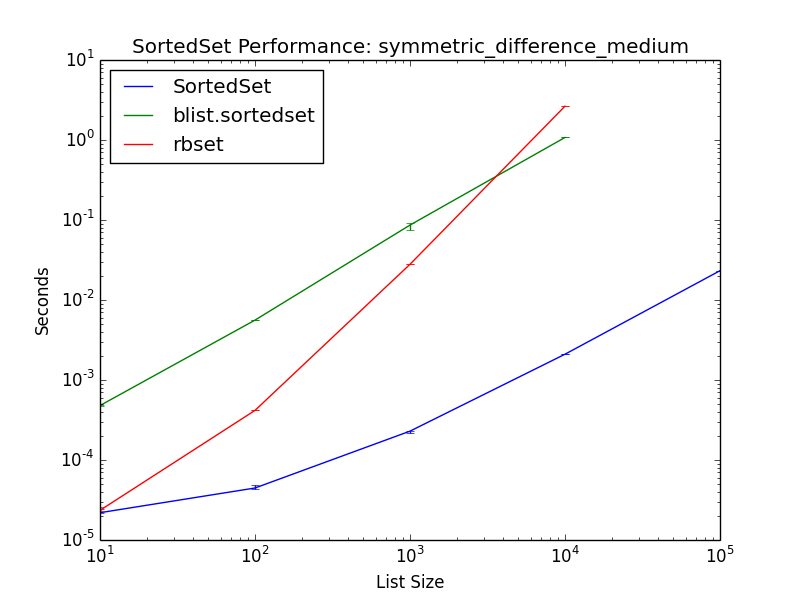 SortedSet Performance: symmetric_difference_medium
SortedSet
blist.sortedset
rbset
10^1
10^0
10^-1
10^-2
10^-3
10^-4
10^-5
Seconds
10^1 10^2 10^3 10^4 10^5
List Size